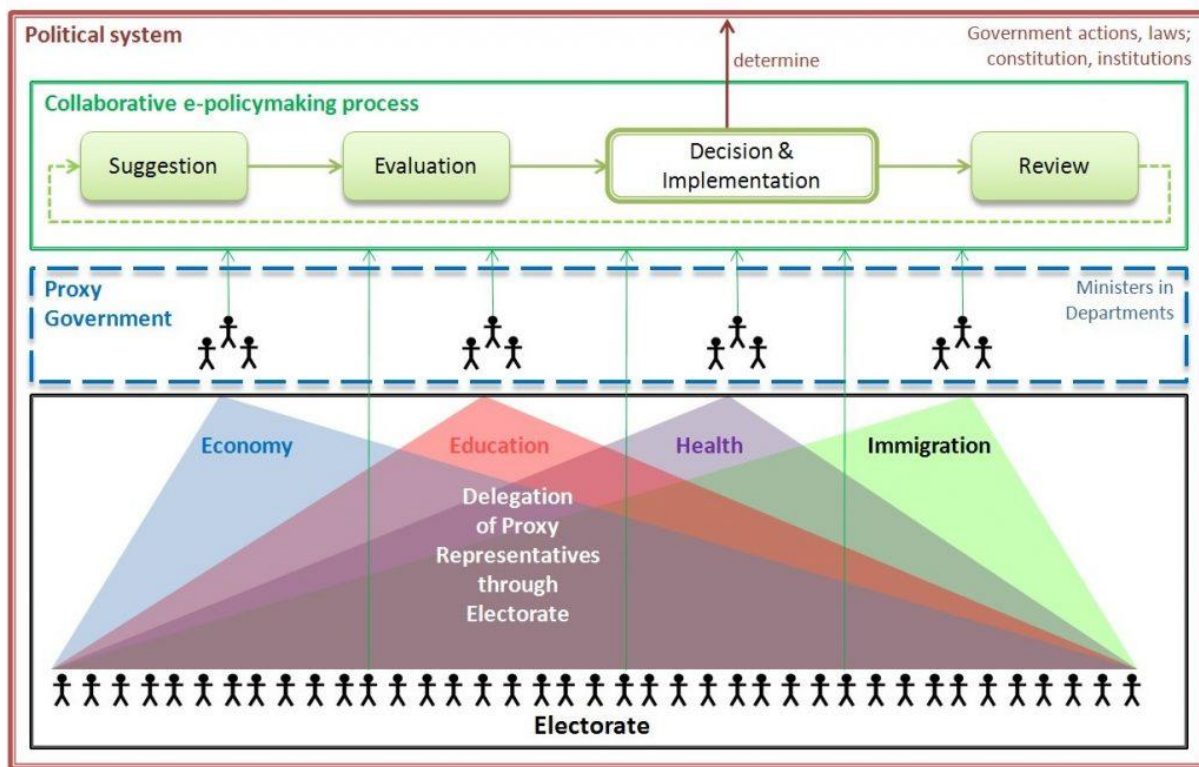 Political system
Government actions, laws;
constitution, institutions
determine
Collaborative e-policymaking process
Suggestion
Evaluation
Decision &
Implementation
Review
Proxy
Government
Ministers in
Departments
Economy
Education
Health
Immigration
Delegation
of Proxy
Representatives
through
Electorate
Electorate